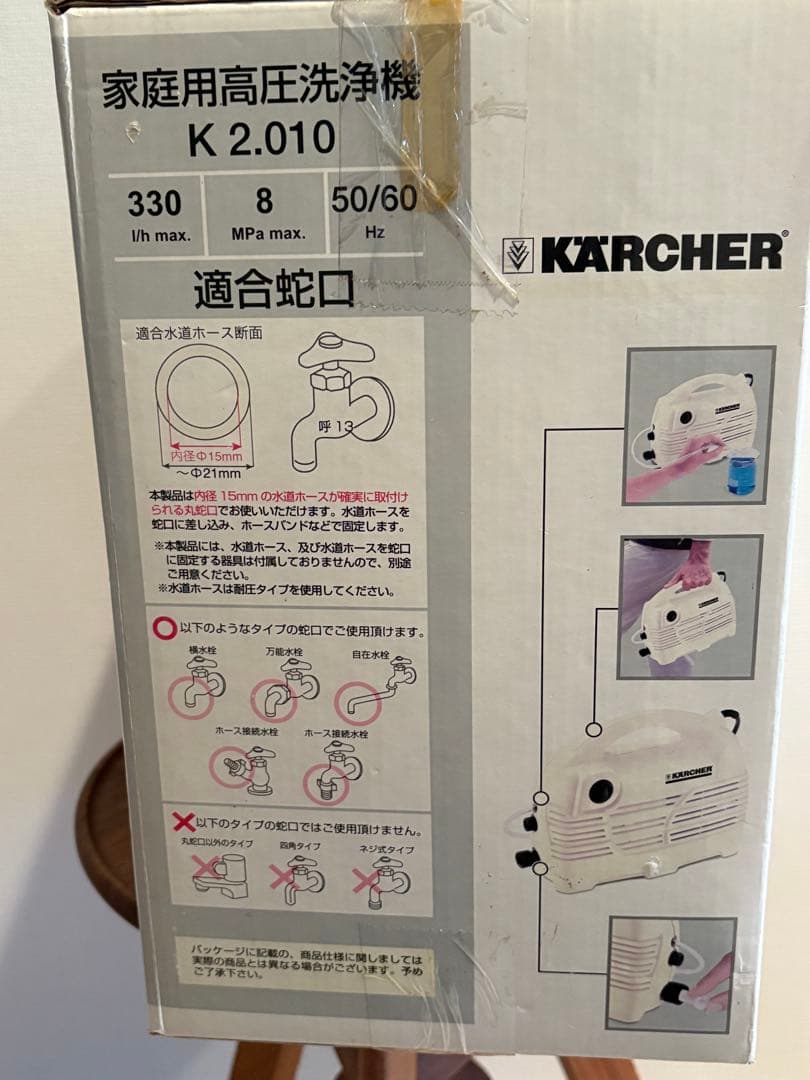 家庭用高圧洗浄機
K 2.010
330 l/h max.
8 MPa max.
50/60 Hz
KÄRCHER®
適合蛇口
適合水道ホース断面
呼 13
内径Φ15mm
～Φ21mm
本製品は内径 15mm の水道ホースが確実に取付け
られる丸蛇口でお使いいただけます。水道ホースを
蛇口に差し込み、ホースバンドなどで固定します。
※本製品には、水道ホース、及び水道ホースを蛇口
に固定する器具は付属しておりませんので、別途
ご用意ください。
※水道ホースは耐圧タイプを使用してください。
以下のようなタイプの蛇口でご使用頂けます。
横水栓
万能水栓
自在水栓
ホース接続水栓
ホース接続水栓
以下のタイプの蛇口ではご使用頂けません。
丸蛇口以外のタイプ
四角タイプ
ネジ式タイプ
パッケージに記載の、商品仕様に関しましては
実際の商品とは異なる場合がございます。予め
ご了承下さい。
KÄRCHER
KÄRCHER
KÄRCHER